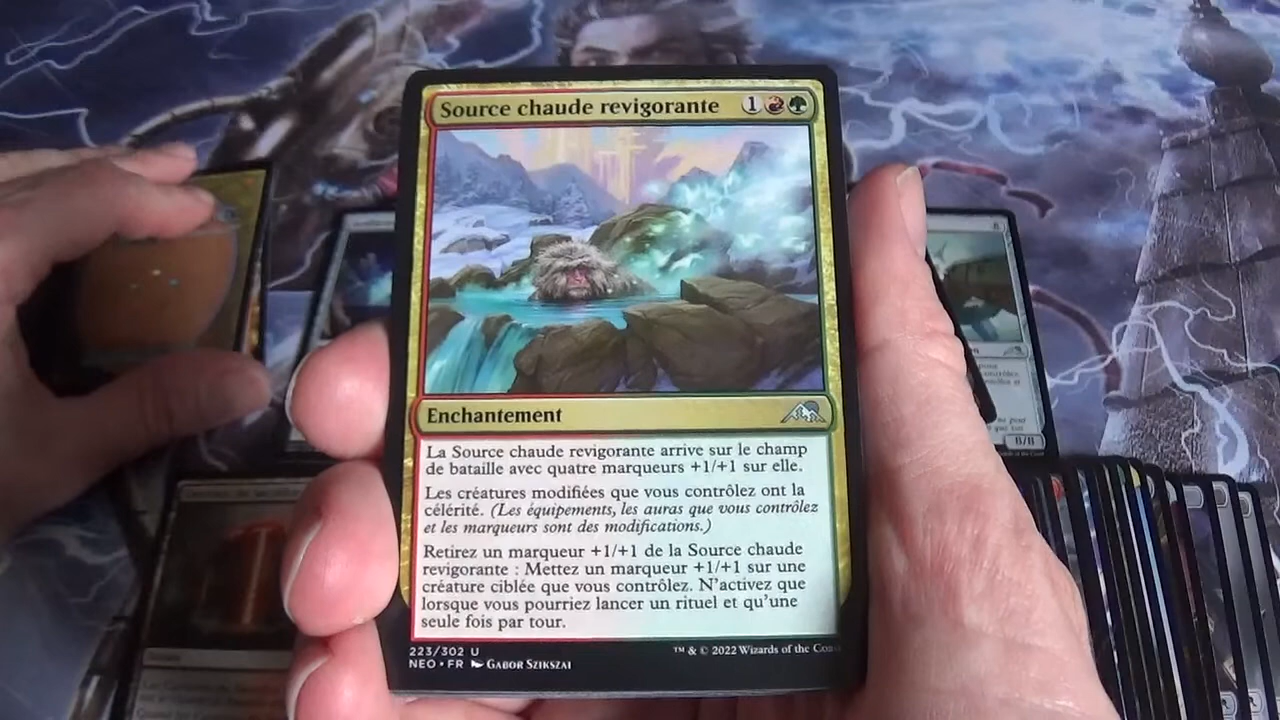 Source chaude revigorante 1
Enchantement
La Source chaude revigorante arrive sur le champ
de bataille avec quatre marqueurs +1/+1 sur elle.
Les créatures modifiées que vous contrôlez ont la
célérité. (Les équipements, les auras que vous contrôlez
et les marqueurs sont des modifications.)
Retirez un marqueur +1/+1 de la Source chaude
revigorante : Mettez un marqueur +1/+1 sur une
créature ciblée que vous contrôlez. N'activez que
lorsque vous pourriez lancer un rituel et qu'une
seule fois par tour.
223/302 U
NEO • FR GABOR SZIKSZAI
™ & © 2022 Wizards of the
8/8